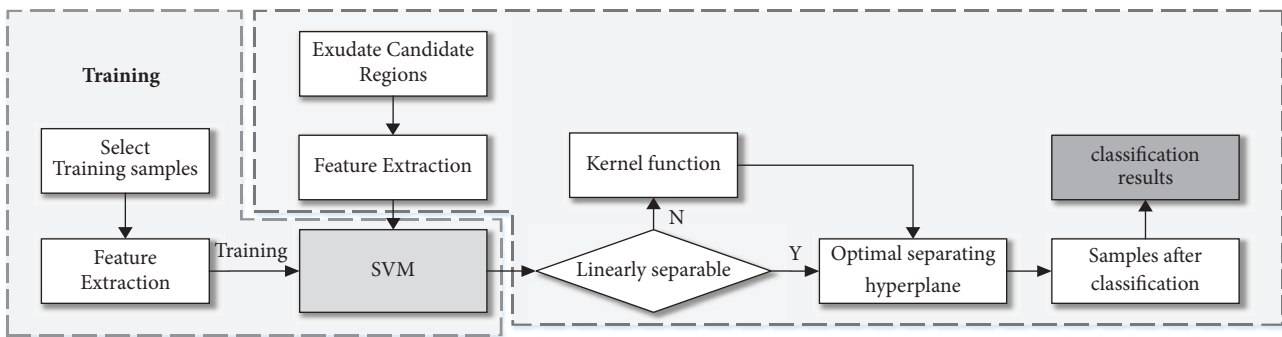 Training
Select
Training samples
Feature
Extraction
Training
Exudate Candidate
Regions
Feature Extraction
SVM
Linearly separable
N
Y
Kernel function
Optimal separating
hyperplane
Samples after
classification
classification
results